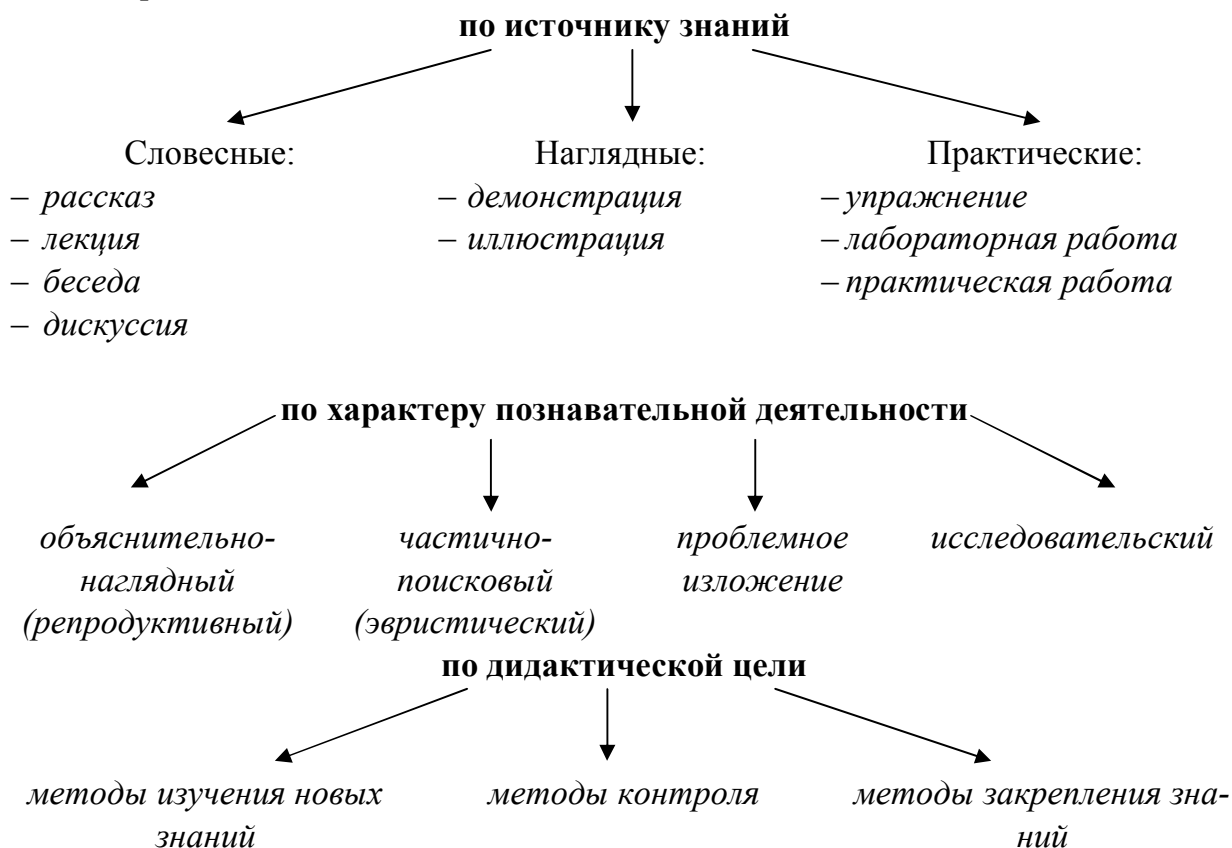 по источнику знаний
Словесные:
– рассказ
– лекция
– беседа
– дискуссия
Наглядные:
– демонстрация
– иллюстрация
Практические:
– упражнение
– лабораторная работа
– практическая работа
по характеру познавательной деятельности
объяснительно-
наглядный
(репродуктивный)
частично-
поисковый
(эвристический)
проблемное
изложение
исследовательский
по дидактической цели
методы изучения новых
знаний
методы контроля
методы закрепления зна-
ний